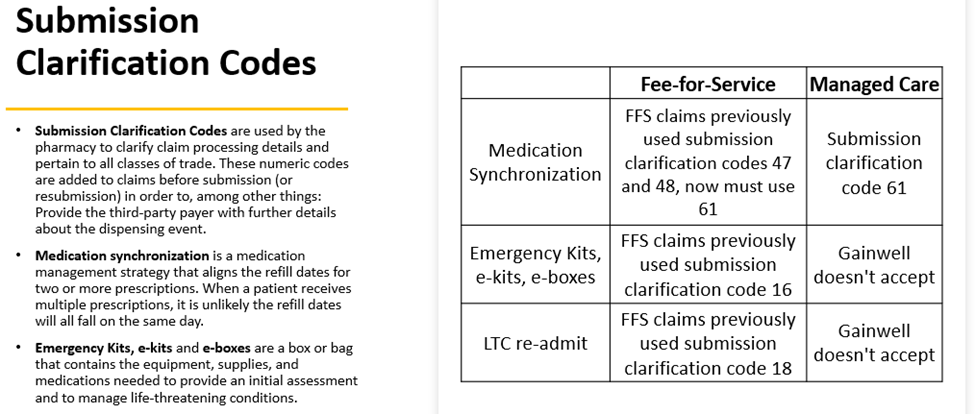 Submission
Clarification Codes
• Submission Clarification Codes are used by the
pharmacy to clarify claim processing details and
pertain to all classes of trade. These numeric codes
are added to claims before submission (or
resubmission) in order to, among other things:
Provide the third-party payer with further details
about the dispensing event.
• Medication synchronization is a medication
management strategy that aligns the refill dates for
two or more prescriptions. When a patient receives
multiple prescriptions, it is unlikely the refill dates
will all fall on the same day.
• Emergency Kits, e-kits and e-boxes are a box or bag
that contains the equipment, supplies, and
medications needed to provide an initial assessment
and to manage life-threatening conditions.
Fee-for-Service
Managed Care
Medication
Synchronization
FFS claims previously
used submission
clarification codes 47
and 48, now must use
61
Submission
clarification
code 61
Emergency Kits,
e-kits, e-boxes
FFS claims previously
used submission
clarification code 16
Gainwell
doesn't accept
LTC re-admit
FFS claims previously
used submission
clarification code 18
Gainwell
doesn't accept